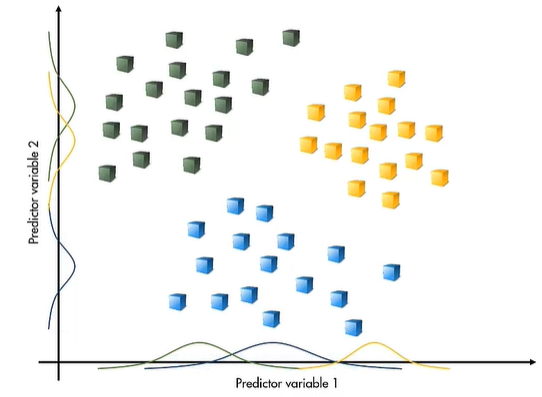 Predictor variable 2
Predictor variable 1